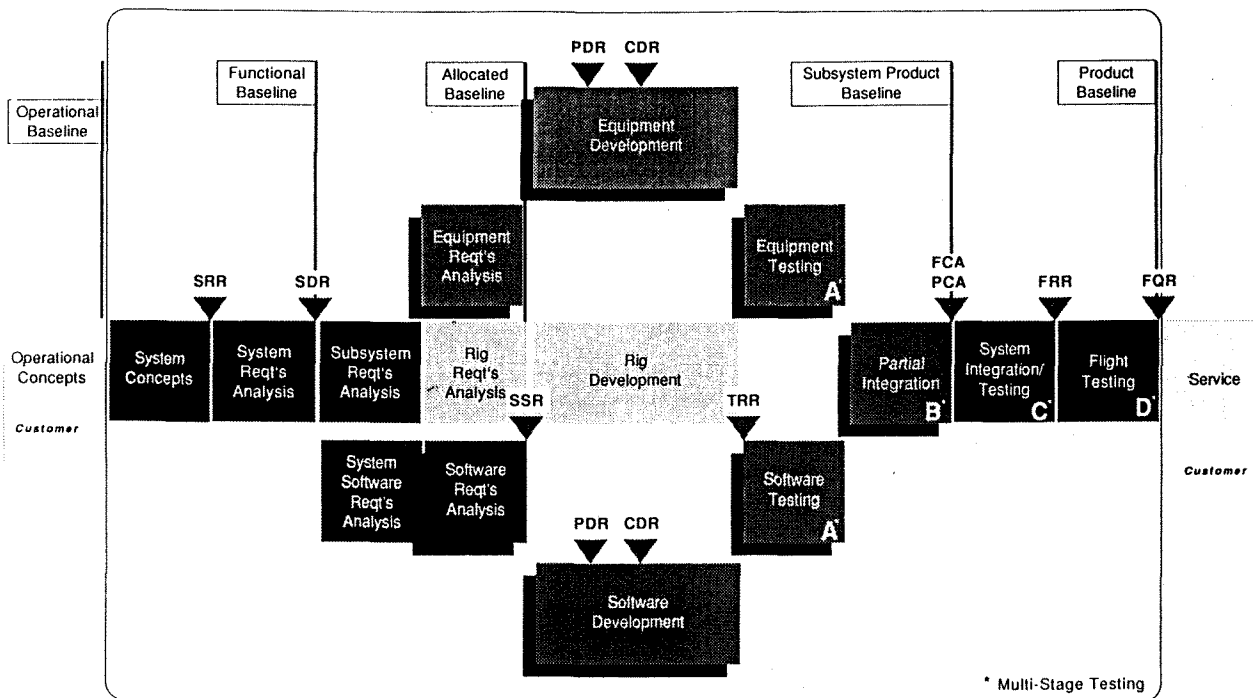 PDR CDR
Functional
Baseline
Allocated
Baseline
Subsystem Product
Baseline
Product
Baseline
Operational
Baseline
Equipment
Development
Equipment
Reqt's
Analysis
Equipment
Testing
A*
SRR
SDR
FCA
PCA
FRR
FQR
Operational
Concepts
Customer
System
Concepts
System
Reqt's
Analysis
Subsystem
Reqt's
Analysis
Rig
Reqt's
Analysis
Rig
Development
Partial
Integration
B*
System
Integration/
Testing
C*
Flight
Testing
D*
Service
Customer
SSR
TRR
System
Software
Reqt's
Analysis
Software
Reqt's
Analysis
Software
Testing
A*
PDR CDR
Software
Development
* Multi-Stage Testing